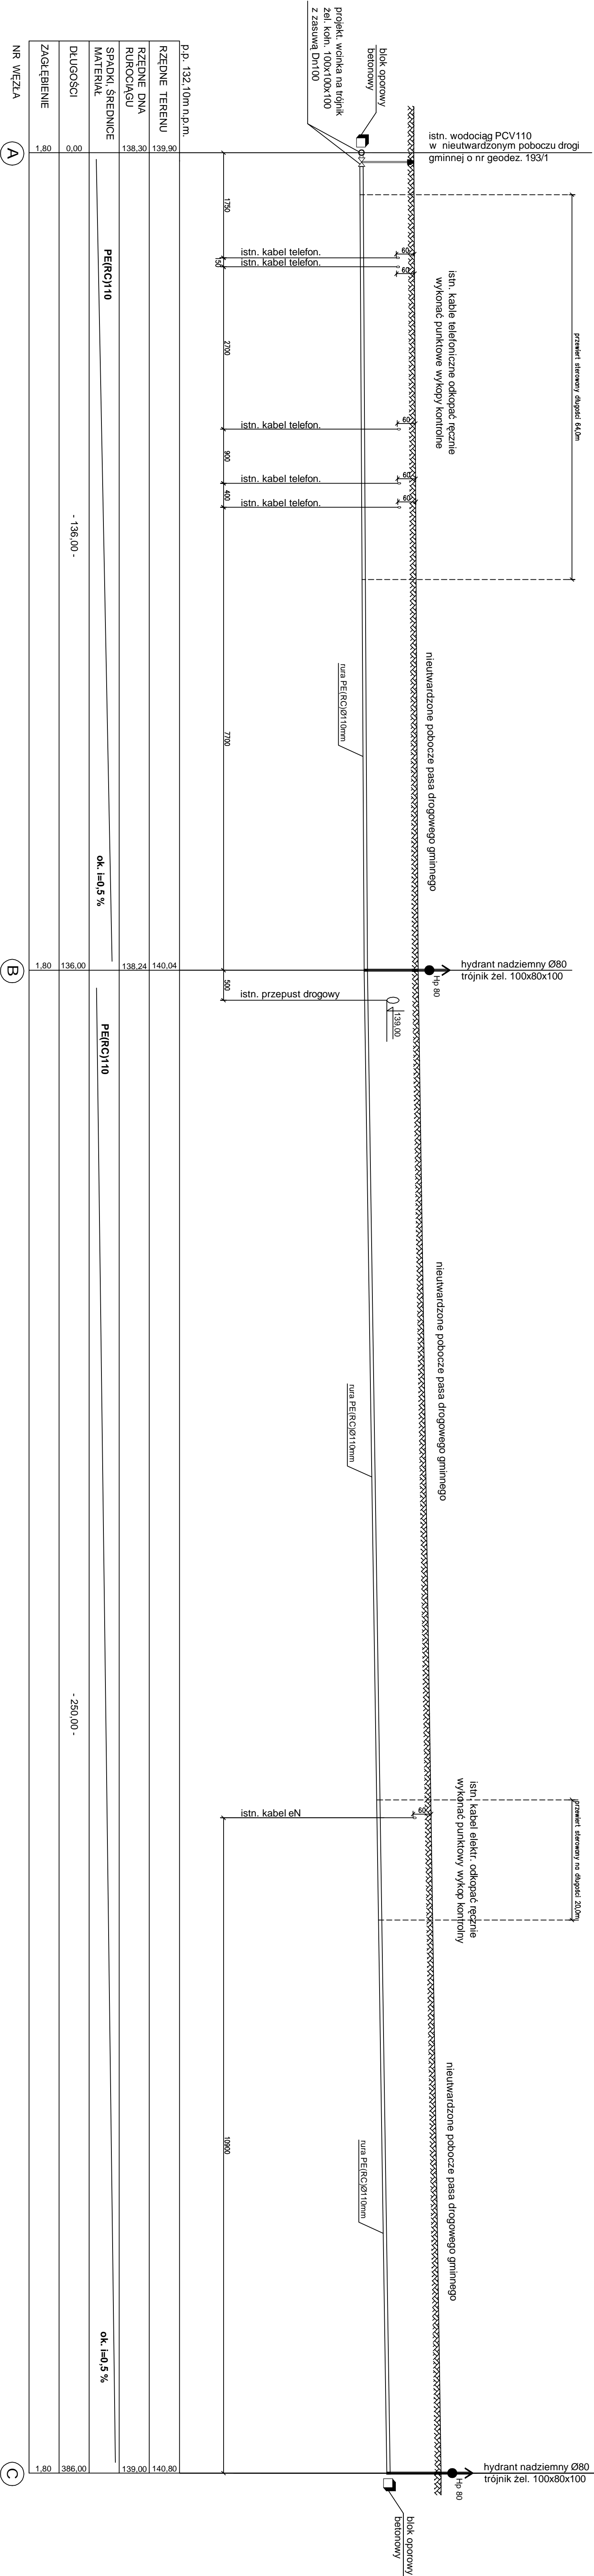 istn. wodociąg PCV110
w nieutwardzonym poboczu drogi
gminnej o nr geodez. 193/1
blok oporowy
betonowy
projekt. wcinka na trójnik
żel. kołn. 100x100x100
z zasuwą Dn100
przewiert sterowany długości 64,0m
istn. kable telefoniczne odkopać ręcznie
wykonać punktowe wykopy kontrolne
60
60
60
60
60
istn. kabel telefon.
istn. kabel telefon.
istn. kabel telefon.
istn. kabel telefon.
istn. kabel telefon.
1750
150
2700
900
400
7700
nieutwardzone pobocze pasa drogowego gminnego
rura PE(RC)Ø110mm
hydrant nadziemny Ø80
trójnik żel. 100x80x100
Hp 80
500
istn. przepust drogowy
139,00
nieutwardzone pobocze pasa drogowego gminnego
rura PE(RC)Ø110mm
przewiert sterowany na długości 20,0m
istn. kabel elektr. odkopać ręcznie
wykonać punktowy wykop kontrolny
60
istn. kabel eN
10900
nieutwardzone pobocze pasa drogowego gminnego
rura PE(RC)Ø110mm
hydrant nadziemny Ø80
trójnik żel. 100x80x100
Hp 80
blok oporowy
betonowy
p.p. 132,10m n.p.m.
RZĘDNE TERENU
139,90
140,04
140,80
RZĘDNE DNA
RUROCIĄGU
138,30
138,24
139,00
SPADKI, ŚREDNICE
MATERIAŁ
PE(RC)110
ok. i=0,5 %
PE(RC)110
ok. i=0,5 %
DŁUGOŚCI
0,00
- 136,00 -
136,00
- 250,00 -
386,00
ZAGŁĘBIENIE
1,80
1,80
1,80
NR WĘZŁA
A
B
C